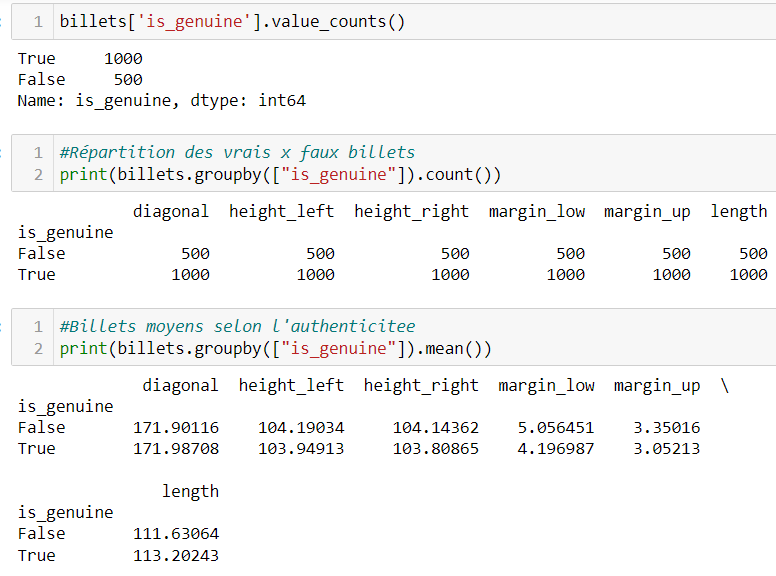 1 billets['is_genuine'].value_counts()
True     1000
False     500
Name: is_genuine, dtype: int64
1 #Répartition des vrais x faux billets
2 print(billets.groupby(["is_genuine"]).count())
            diagonal  height_left  height_right  margin_low  margin_up  length
is_genuine
False            500          500           500         500        500     500
True            1000         1000          1000        1000       1000    1000
1 #Billets moyens selon l'authenticitee
2 print(billets.groupby(["is_genuine"]).mean())
             diagonal  height_left  height_right  margin_low  margin_up  \
is_genuine
False       171.90116    104.19034     104.14362    5.056451    3.35016
True        171.98708    103.94913     103.80865    4.196987    3.05213
               length
is_genuine
False       111.63064
True        113.20243